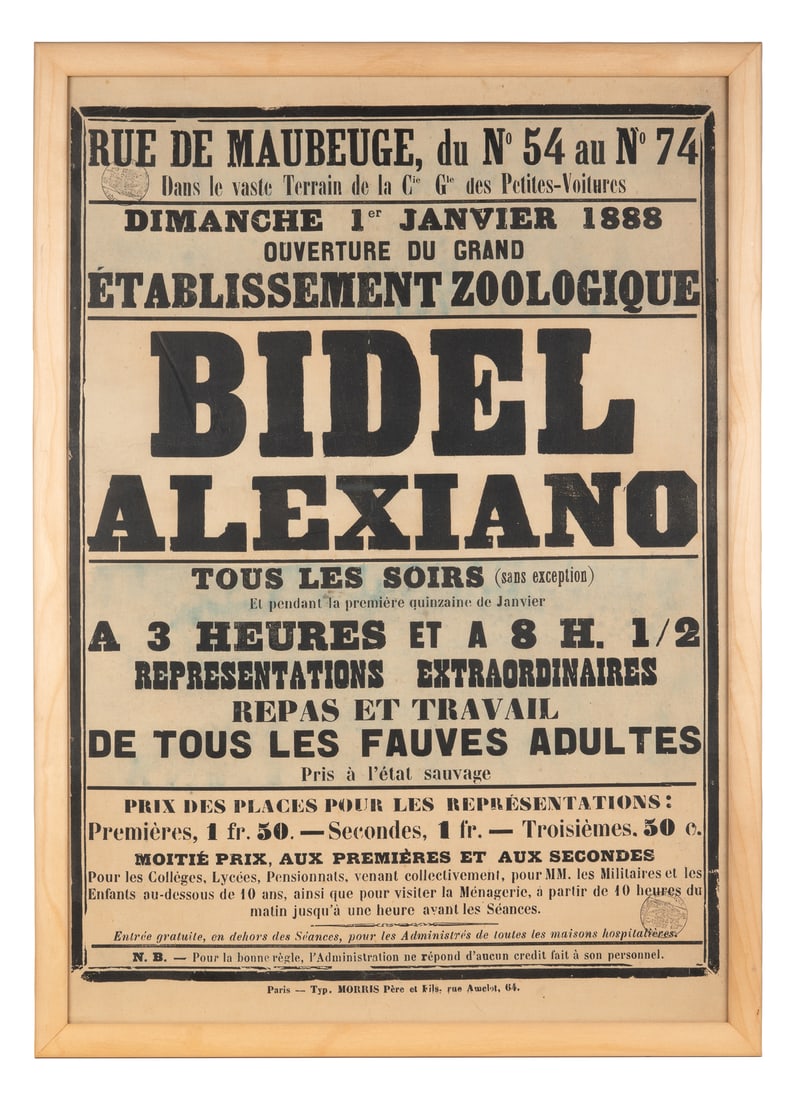 RUE DE MAUBEUGE, du No 54 au No 74
Dans le vaste Terrain de la Cie Gle des Petites-Voitures
DIMANCHE 1er JANVIER 1888
OUVERTURE DU GRAND
ÉTABLISSEMENT ZOOLOGIQUE
BIDEL
ALEXIANO
TOUS LES SOIRS (sans exception)
Et pendant la première quinzaine de Janvier
A 3 HEURES ET A 8 H. 1/2
REPRESENTATIONS EXTRAORDINAIRES
REPAS ET TRAVAIL
DE TOUS LES FAUVES ADULTES
Pris à l'état sauvage
PRIX DES PLACES POUR LES REPRÉSENTATIONS :
Premières, 1 fr. 50. — Secondes, 1 fr. — Troisièmes. 50 c.
MOITIÉ PRIX, AUX PREMIÈRES ET AUX SECONDES
Pour les Colléges, Lycées, Pensionnats, venant collectivement, pour MM. les Militaires et les
Enfants au-dessous de 10 ans, ainsi que pour visiter la Ménagerie, à partir de 10 heures du
matin jusqu'à une heure avant les Séances.
Entrée gratuite, en dehors des Séances, pour les Administrés de toutes les maisons hospitalières.
N. B. — Pour la bonne règle, l'Administration ne répond d'aucun credit fait à son personnel.
Paris — Typ. MORRIS Père et Fils, rue Amelot, 64.